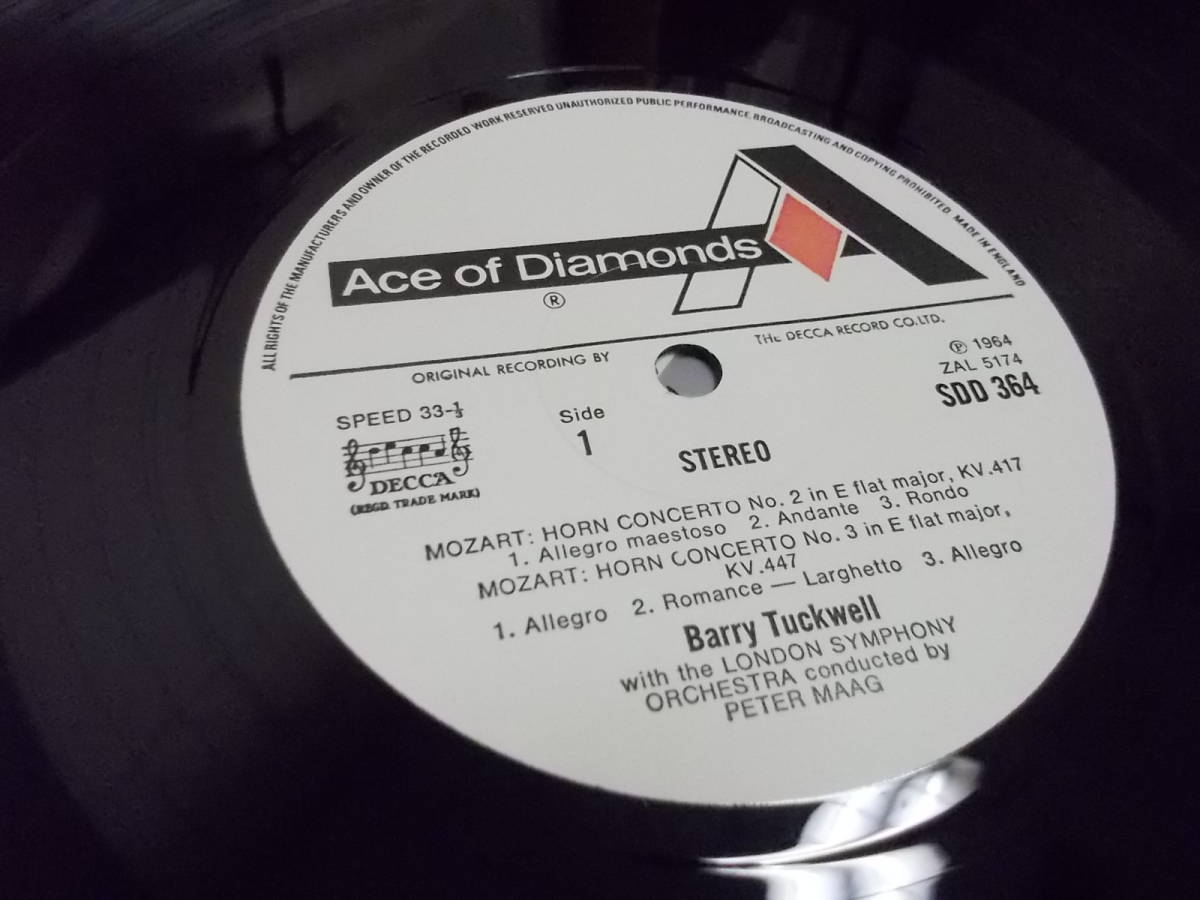 ALL RIGHTS OF THE MANUFACTURERS AND OWNER OF THE RECORDED WORK RESERVED UNAUTHORIZED PUBLIC PERFORMANCE, BROADCASTING AND COPYING PROHIBITED. MADE IN ENGLAND
Ace of Diamonds
®
ORIGINAL RECORDING BY THE DECCA RECORD CO. LTD.
℗ 1964
ZAL 5174
SDD 364
SPEED 33-⅓
DECCA
(REGD. TRADE MARK)
Side
1
STEREO
MOZART: HORN CONCERTO No. 2 in E flat major, KV.417
1. Allegro maestoso 2. Andante 3. Rondo
MOZART: HORN CONCERTO No. 3 in E flat major,
KV.447
1. Allegro 2. Romance — Larghetto 3. Allegro
Barry Tuckwell
with the LONDON SYMPHONY
ORCHESTRA conducted by
PETER MAAG